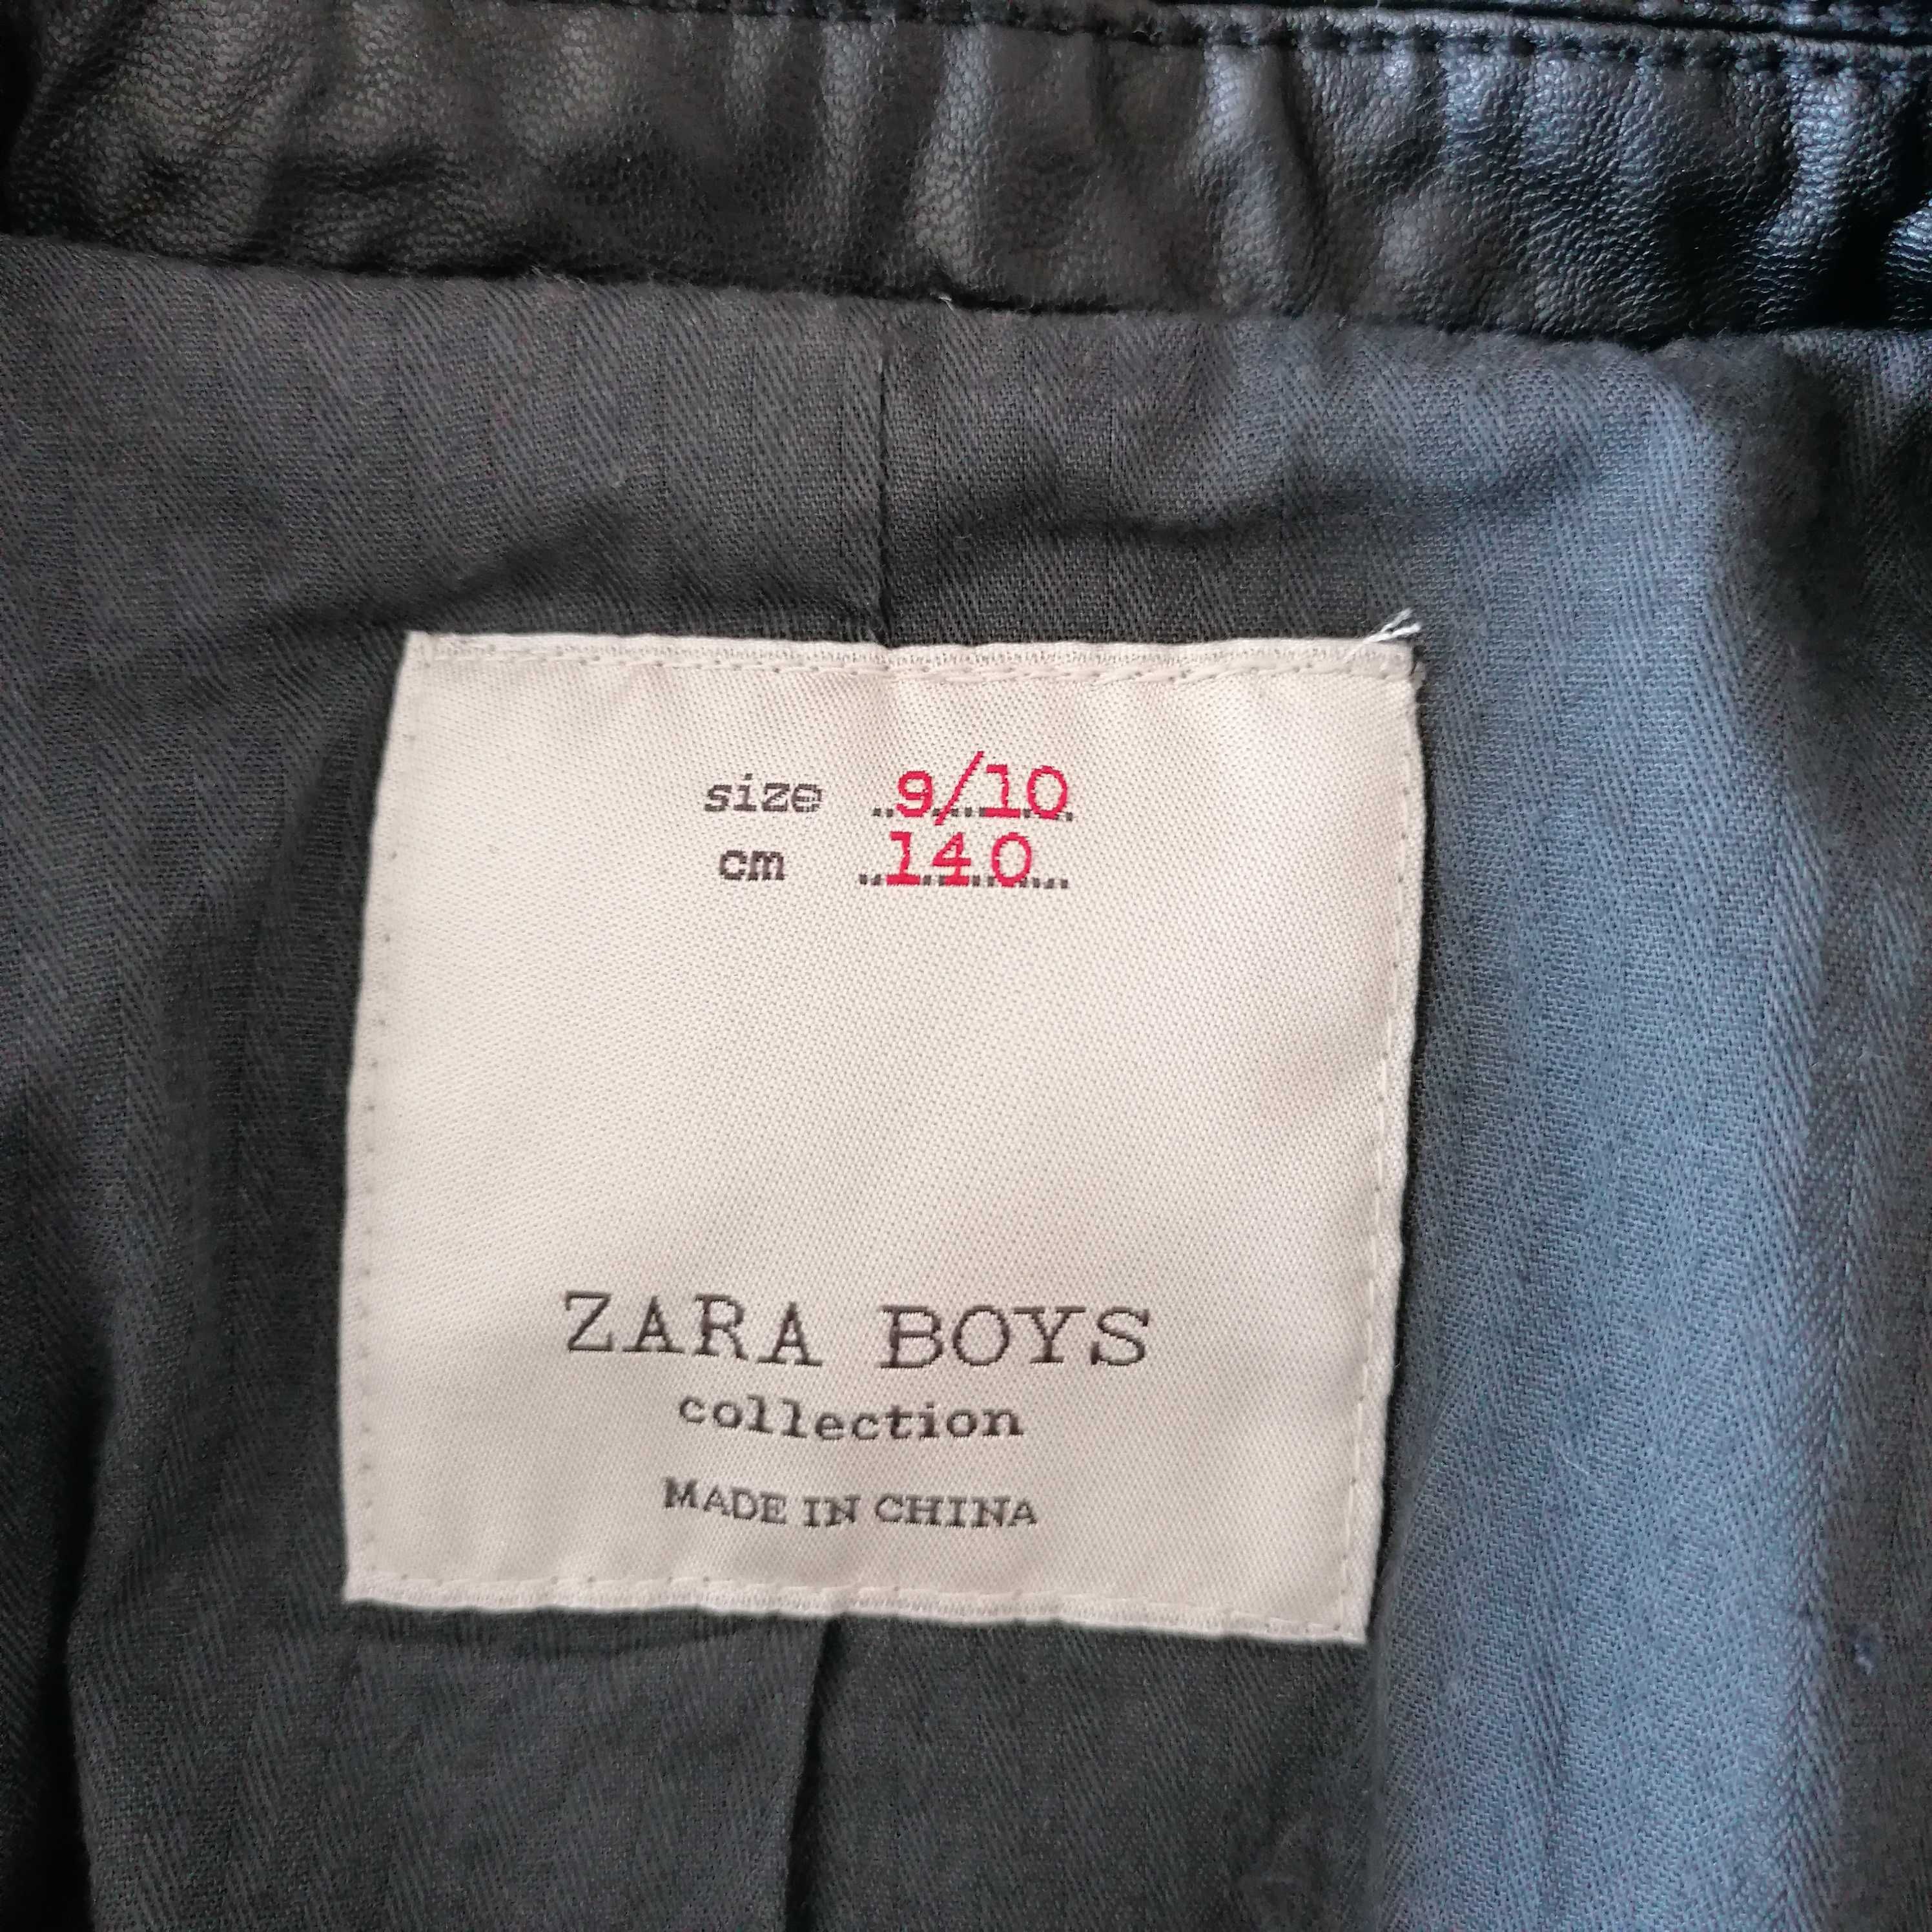 size 9/10
cm 140
ZARA BOYS
collection
MADE IN CHINA